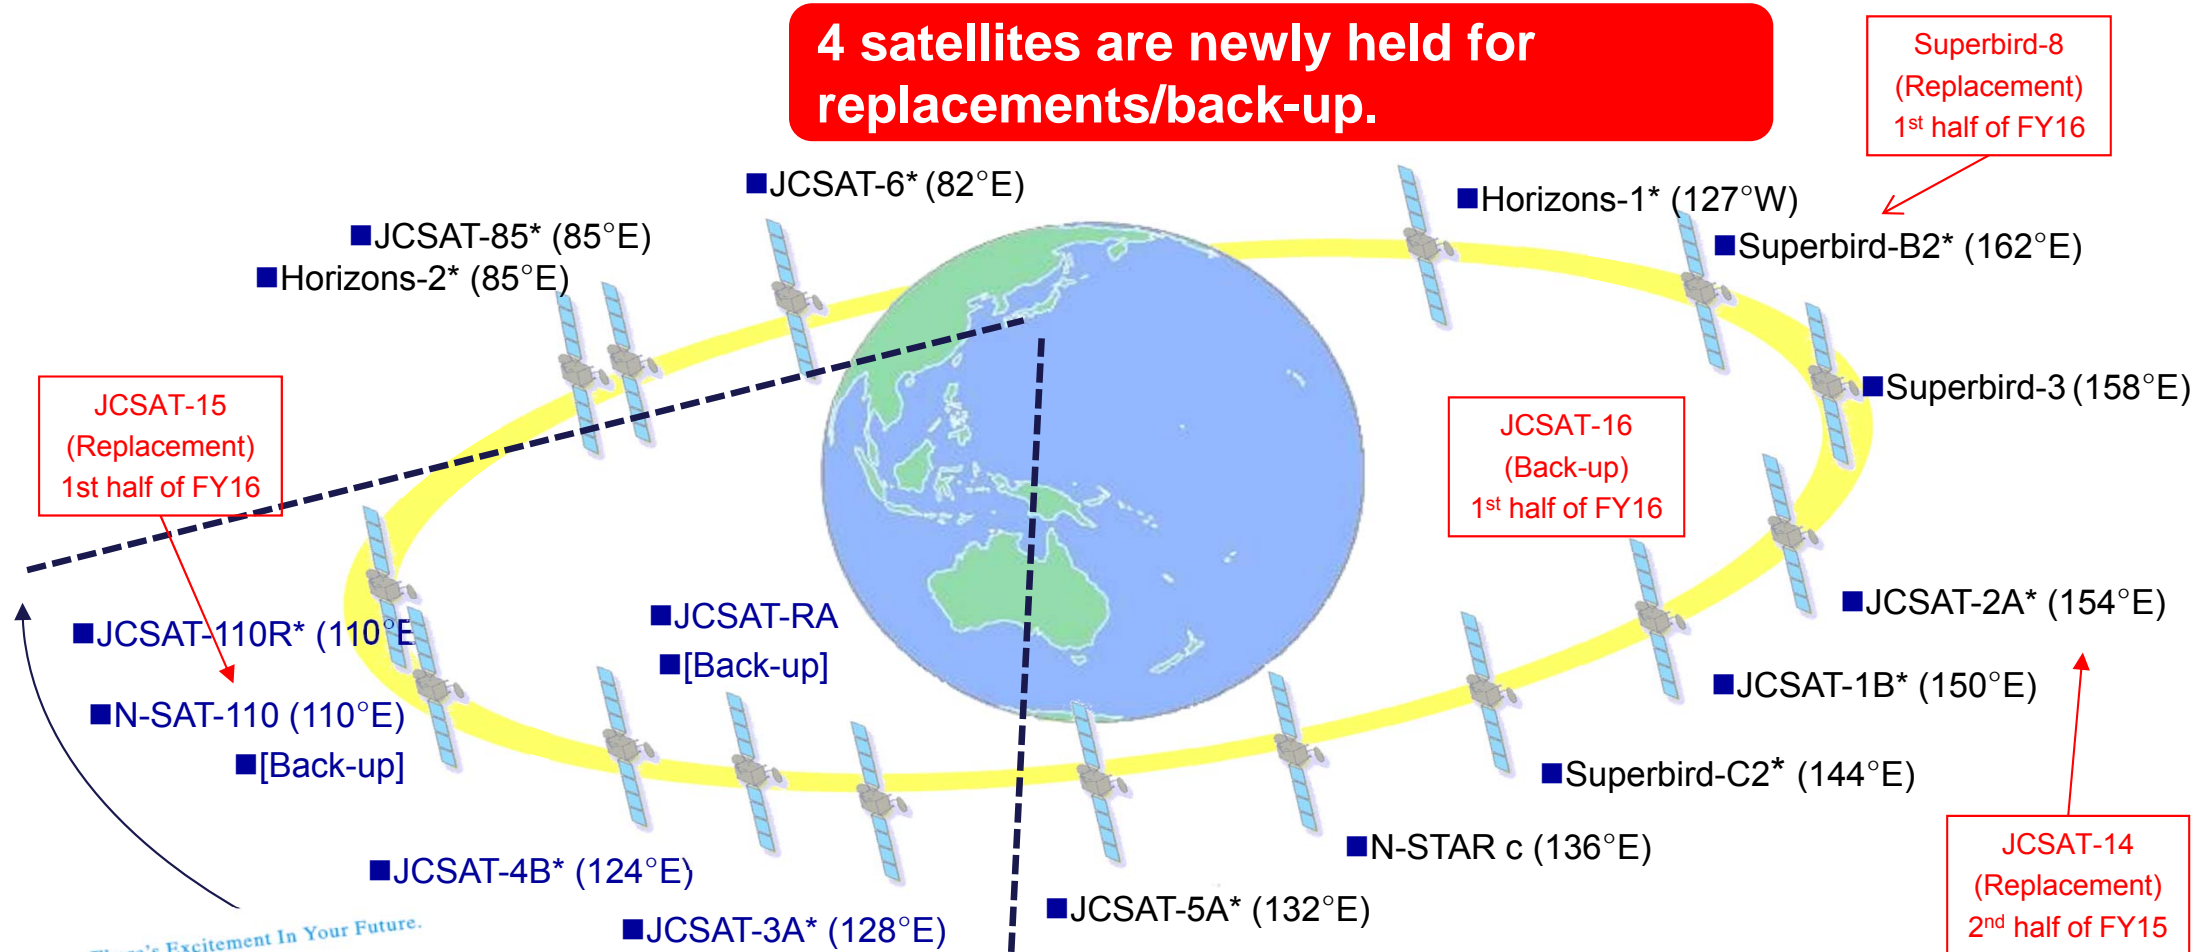 4 satellites are newly held for
replacements/back-up.
Superbird-8
(Replacement)
1st half of FY16
■JCSAT-6* (82°E)
■Horizons-1* (127°W)
■JCSAT-85* (85°E)
■Superbird-B2* (162°E)
■Horizons-2* (85°E)
■Superbird-3 (158°E)
JCSAT-15
(Replacement)
1st half of FY16
JCSAT-16
(Back-up)
1st half of FY16
■JCSAT-110R* (110°E
■JCSAT-RA
■[Back-up]
■JCSAT-2A* (154°E)
■N-SAT-110 (110°E)
■[Back-up]
■JCSAT-1B* (150°E)
■Superbird-C2* (144°E)
■N-STAR c (136°E)
■JCSAT-4B* (124°E)
■JCSAT-5A* (132°E)
■JCSAT-3A* (128°E)
JCSAT-14
(Replacement)
2nd half of FY15
There's Excitement In Your Future.